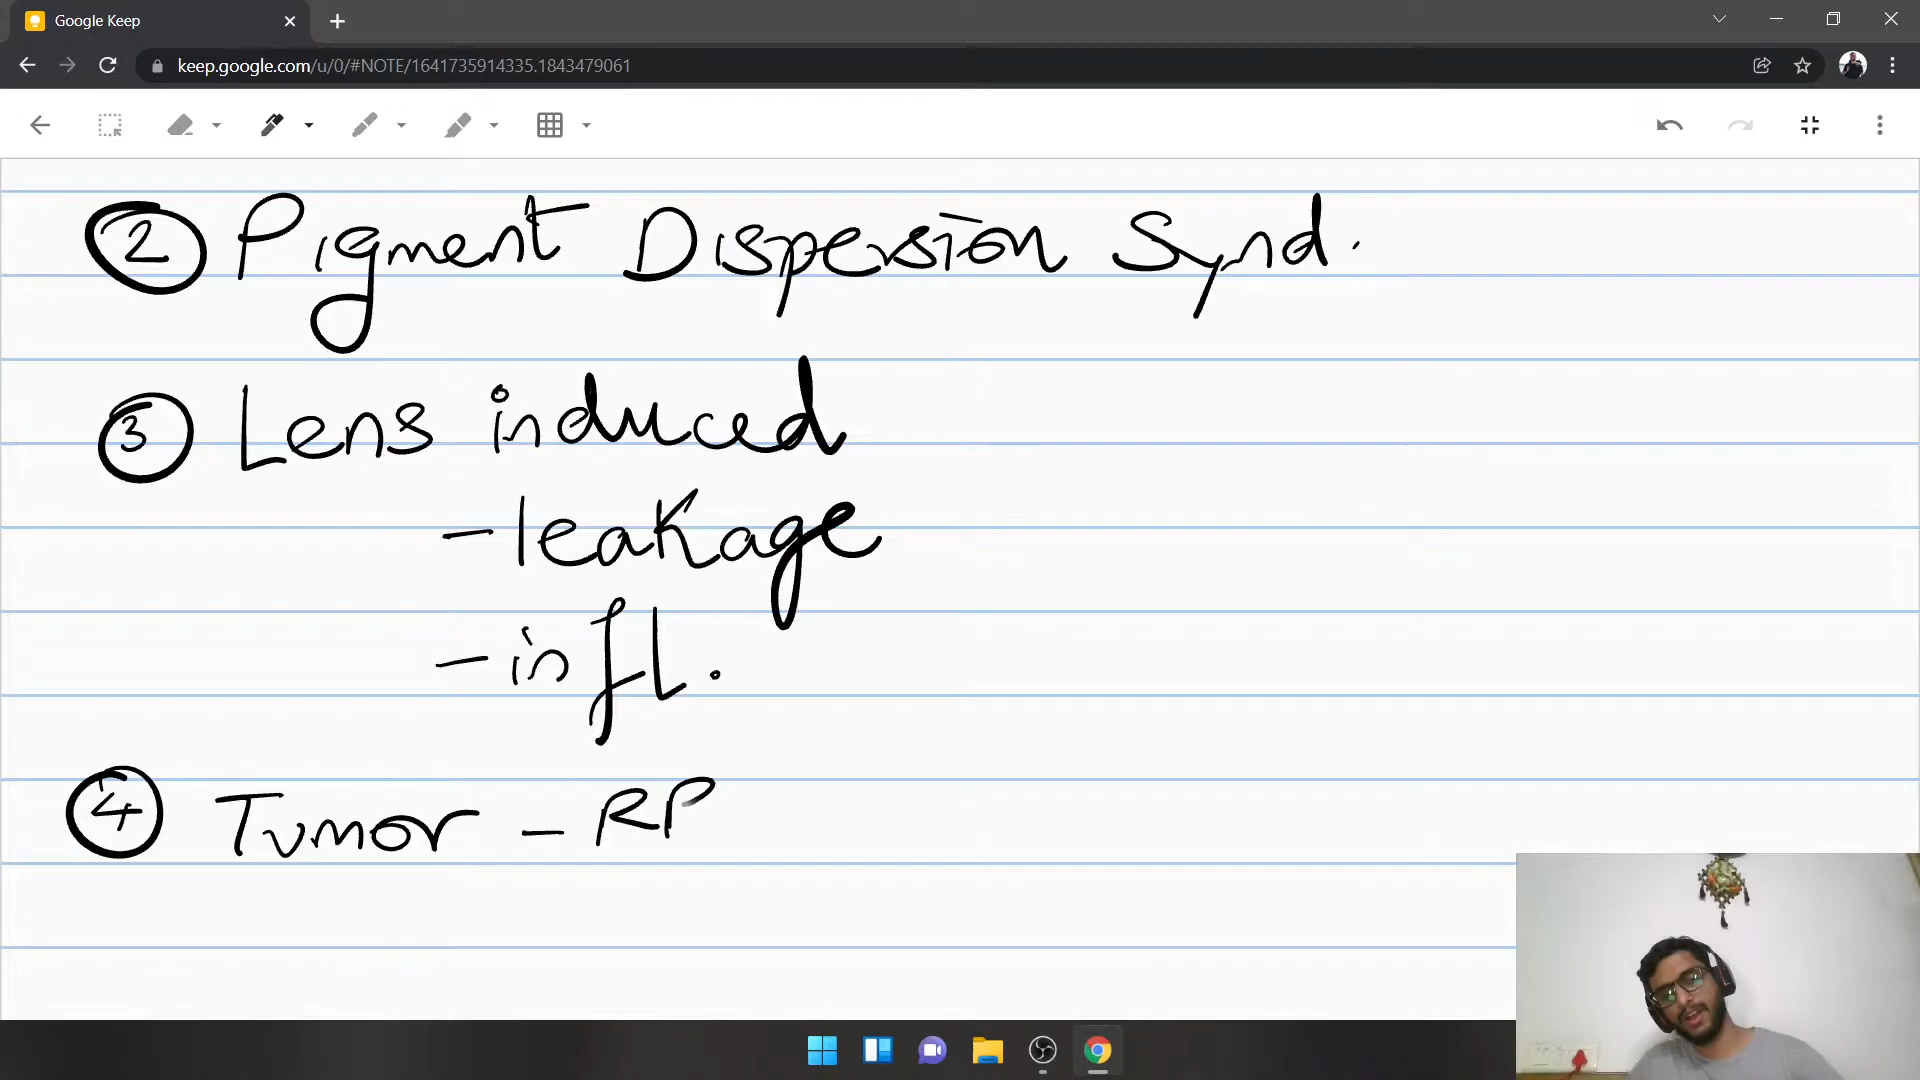 Google Keep
keep.google.com/u/0/#NOTE/1641735914335.1843479061
2 Pigment Dispersion Synd.
3 Lens induced
- leakage
- infl.
4 Tumor - RP